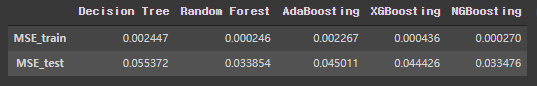 Decision Tree Random Forest AdaBoosting XGBoosting NGBoosting
MSE_train 0.002447 0.000246 0.002267 0.000436 0.000270
MSE_test 0.055372 0.033854 0.045011 0.044426 0.033476